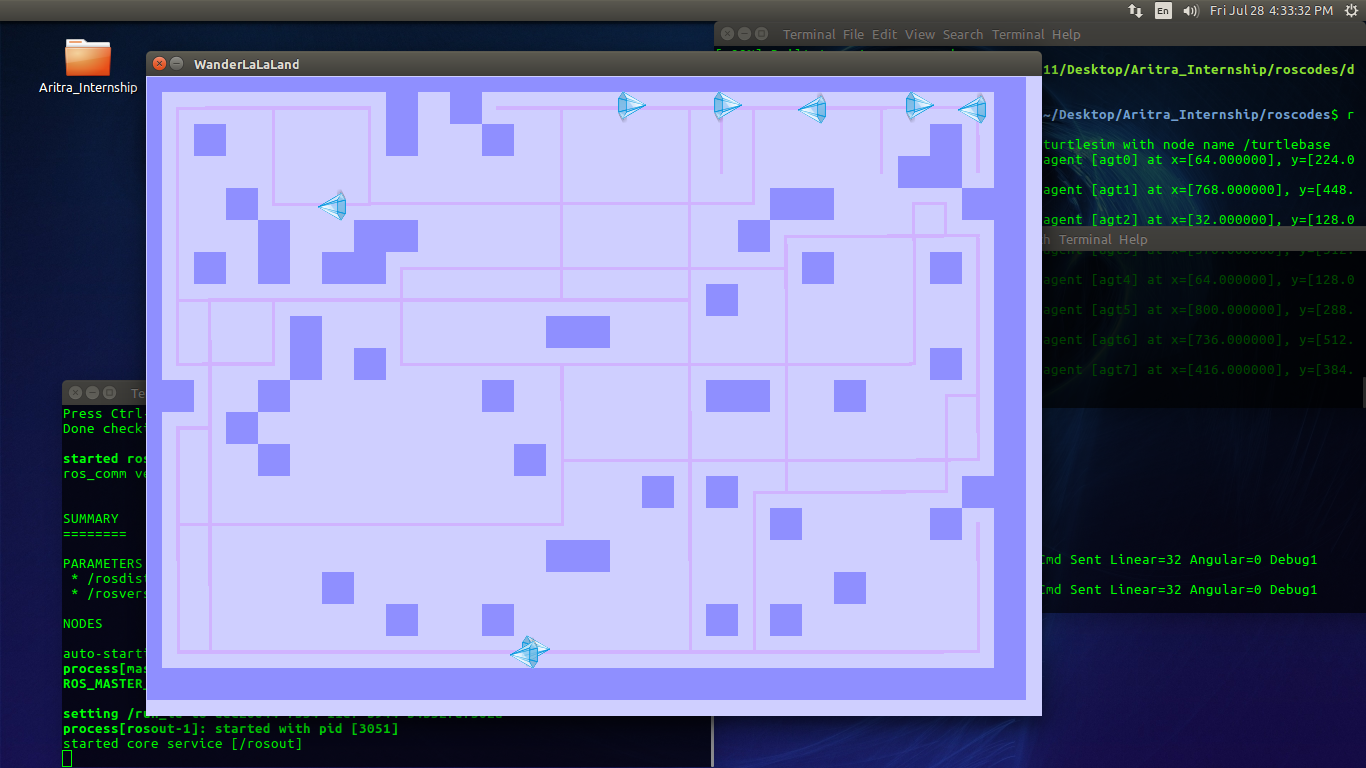 En
Fri Jul 28 4:33:32 PM
Terminal File Edit View Search Terminal Help
Aritra_Internship
WanderLaLaLand
11/Desktop/Aritra_Internship/roscodes/d
~/Desktop/Aritra_Internship/roscodes$ r
turtlesim with node name /turtlebase
agent [agt0] at x=[64.000000], y=[224.0
agent [agt1] at x=[768.000000], y=[448.
agent [agt2] at x=[32.000000], y=[128.0
Terminal Help
agent [agt4] at x=[64.000000], y=[128.0
agent [agt5] at x=[800.000000], y=[288.
agent [agt6] at x=[736.000000], y=[512.
agent [agt7] at x=[416.000000], y=[384.
Cmd Sent Linear=32 Angular=0 Debug1
Cmd Sent Linear=32 Angular=0 Debug1
Te
Press Ctrl-
Done checki
started ros
ros_comm ve
SUMMARY
========
PARAMETERS
* /rosdist
* /rosvers
NODES
auto-starti
process[mas
ROS_MASTER_
setting /run_
process[rosout-1]: started with pid [3051]
started core service [/rosout]